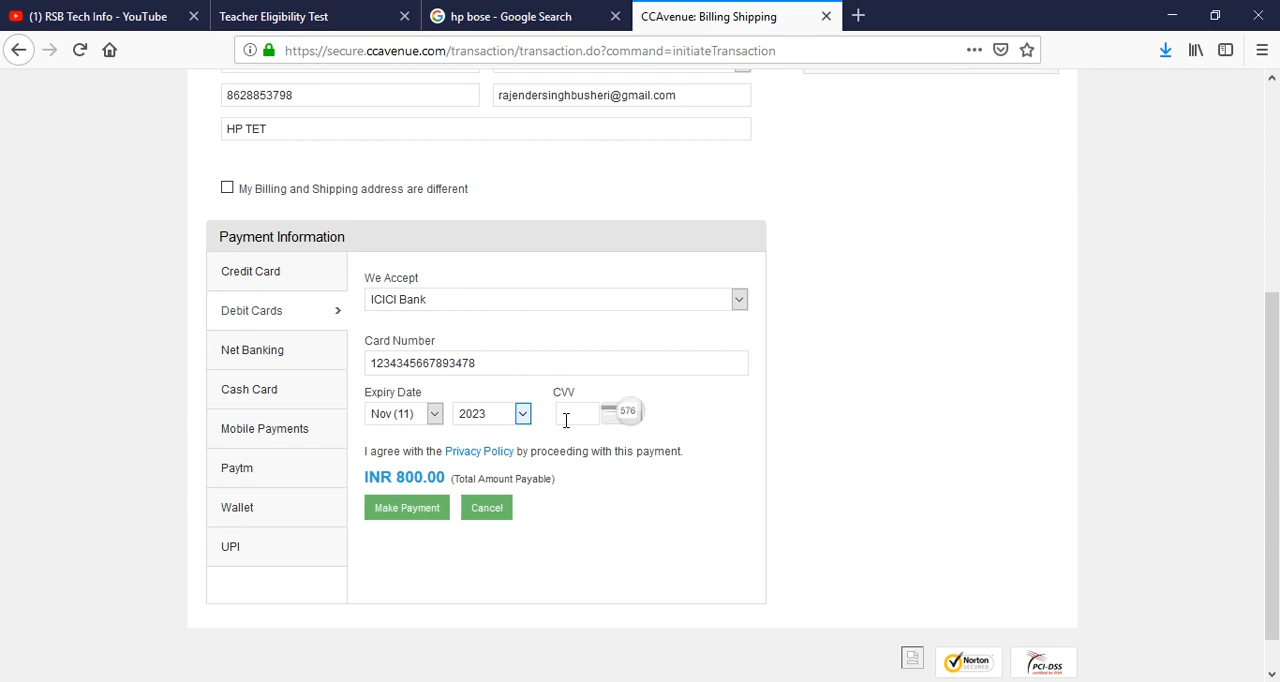 (1) RSB Tech Info - YouTube
Teacher Eligibility Test
hp bose - Google Search
CCAvenue: Billing Shipping
https://secure.ccavenue.com/transaction/transaction.do?command=initiateTransaction
8628853798
rajendersinghbusheri@gmail.com
HP TET
My Billing and Shipping address are different
Payment Information
Credit Card
We Accept
ICICI Bank
Debit Cards
Card Number
Net Banking
1234345667893478
Cash Card
Expiry Date
CVV
Nov (11)
2023
576
Mobile Payments
I agree with the Privacy Policy by proceeding with this payment.
Paytm
INR 800.00 (Total Amount Payable)
Wallet
Make Payment
Cancel
UPI
Norton
SECURED
PCI-DSS